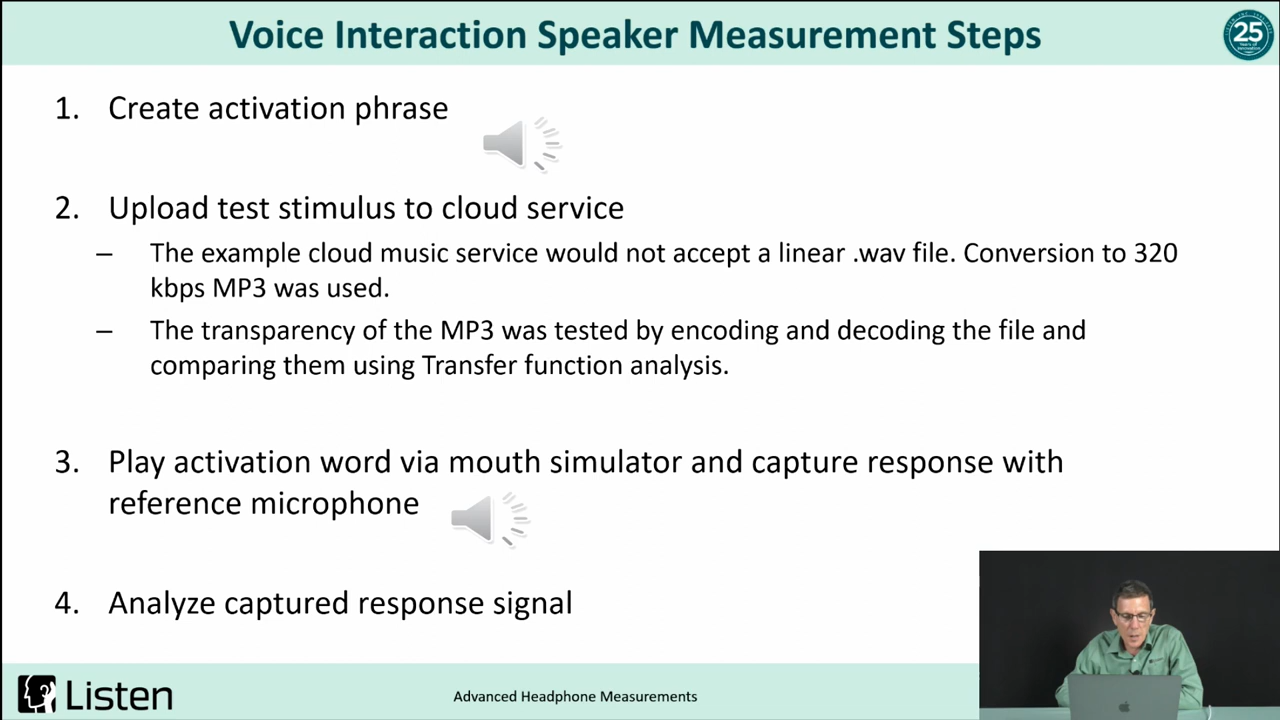 Voice Interaction Speaker Measurement Steps
25
Years of
Innovation
1. Create activation phrase
2. Upload test stimulus to cloud service
– The example cloud music service would not accept a linear .wav file. Conversion to 320
kbps MP3 was used.
– The transparency of the MP3 was tested by encoding and decoding the file and
comparing them using Transfer function analysis.
3. Play activation word via mouth simulator and capture response with
reference microphone
4. Analyze captured response signal
Listen
Advanced Headphone Measurements